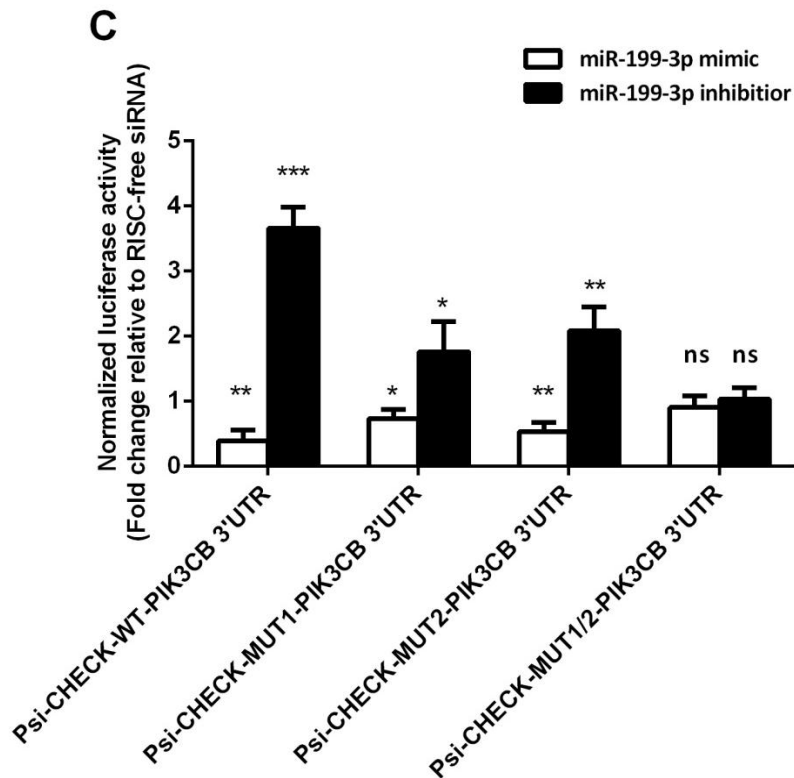 C
miR-199-3p mimic
miR-199-3p inhibitior
Normalized luciferase activity
(Fold change relative to RISC-free siRNA)
5
4
3
2
1
0
**
***
*
*
**
**
ns
ns
Psi-CHECK-WT-PIK3CB 3'UTR
Psi-CHECK-MUT1-PIK3CB 3'UTR
Psi-CHECK-MUT2-PIK3CB 3'UTR
Psi-CHECK-MUT1/2-PIK3CB 3'UTR